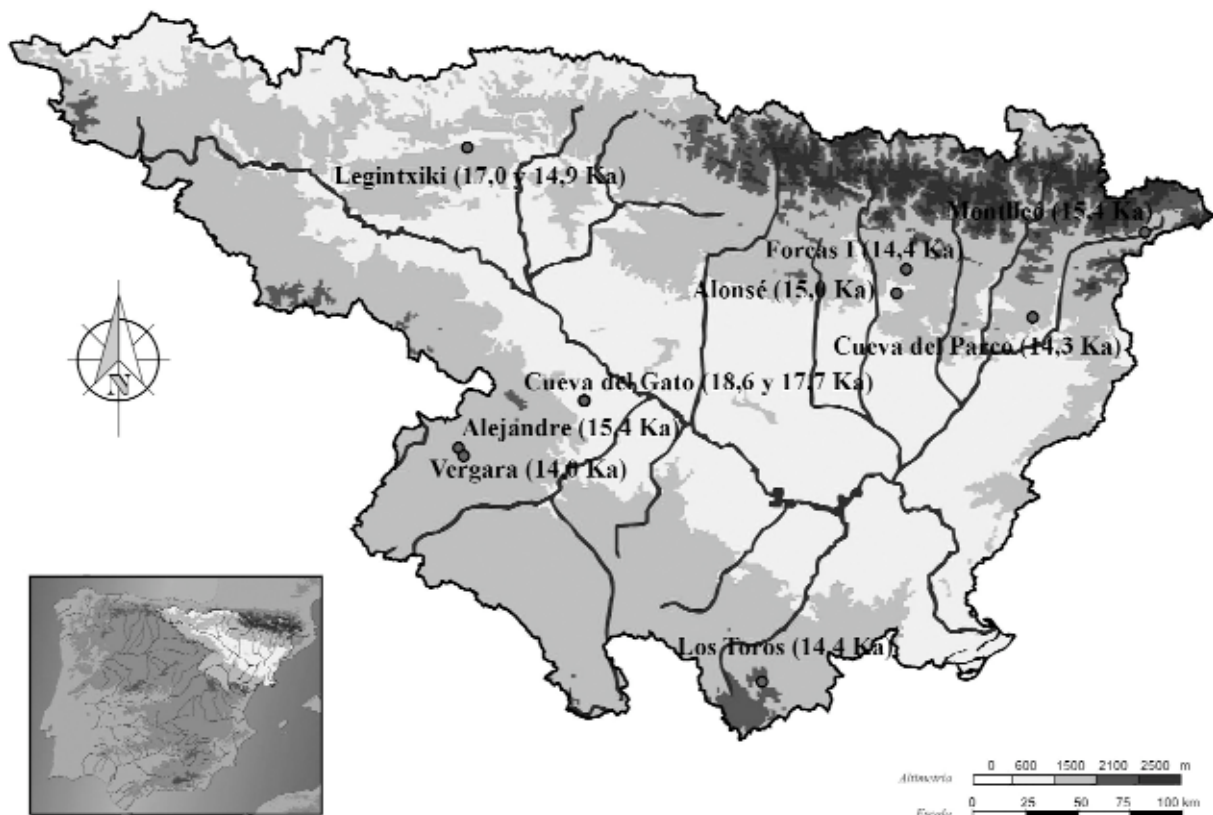 Legintxiki (17,0 y 14,9 Ka)
Montlleó (15,4 Ka)
Forcas I (14,4 Ka)
Alonsé (15,0 Ka)
Cueva del Parco (14,3 Ka)
Cueva del Gato (18,6 y 17,7 Ka)
Alejandre (15,4 Ka)
Vergara (14,0 Ka)
N
Los Toros (14,4 Ka)
0 600 1500 2100 2500 m
Altimetría
0 25 50 75 100 km
Escala